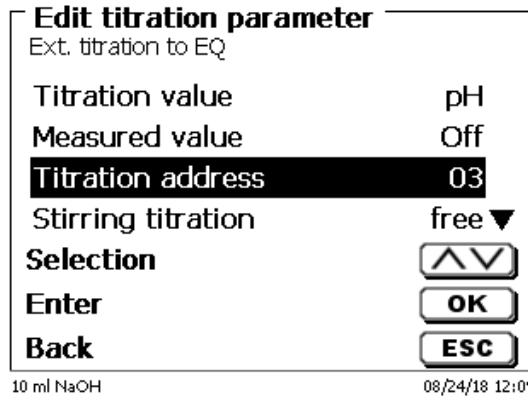 Edit titration parameter
Ext. titration to EQ
Titration value pH
Measured value Off
Titration address 03
Stirring titration free
Selection
Enter OK
Back ESC
10 ml NaOH 08/24/18